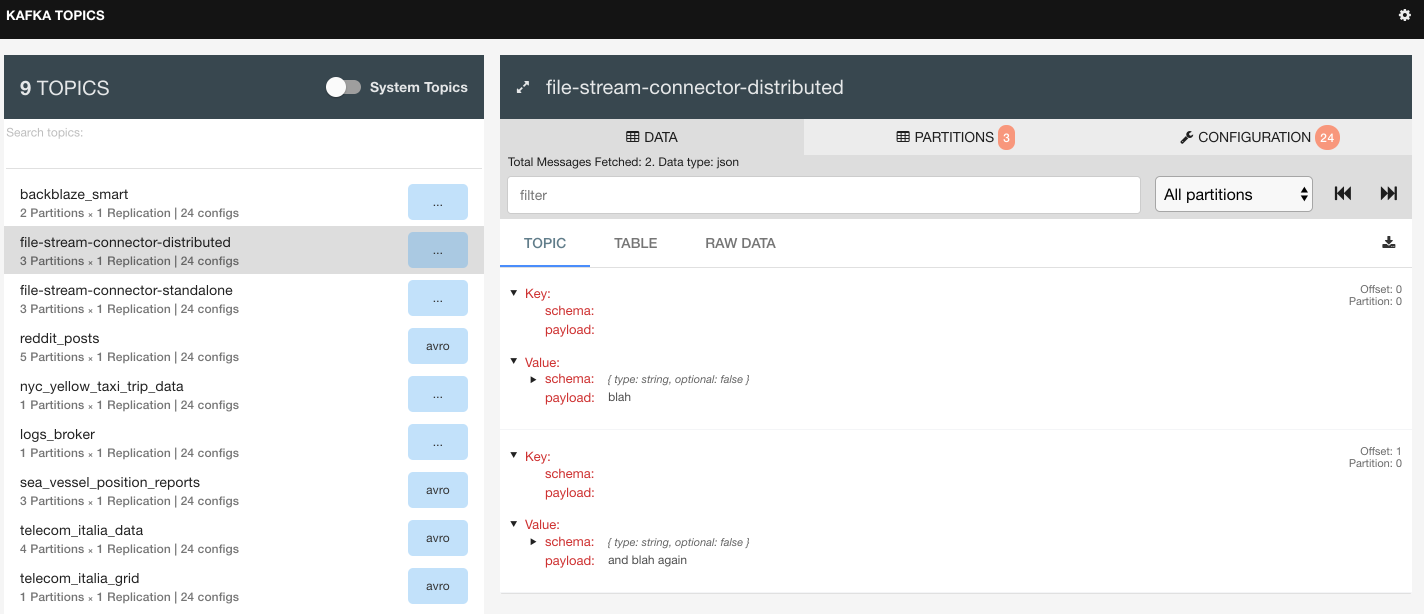 KAFKA TOPICS
9 TOPICS
System Topics
Search topics:
backblaze_smart
2 Partitions × 1 Replication | 24 configs
...
file-stream-connector-distributed
3 Partitions × 1 Replication | 24 configs
...
file-stream-connector-standalone
3 Partitions × 1 Replication | 24 configs
...
reddit_posts
5 Partitions × 1 Replication | 24 configs
avro
nyc_yellow_taxi_trip_data
1 Partitions × 1 Replication | 24 configs
...
logs_broker
1 Partitions × 1 Replication | 24 configs
...
sea_vessel_position_reports
3 Partitions × 1 Replication | 24 configs
avro
telecom_italia_data
4 Partitions × 1 Replication | 24 configs
avro
telecom_italia_grid
1 Partitions × 1 Replication | 24 configs
avro
file-stream-connector-distributed
DATA PARTITIONS 3 CONFIGURATION 24
Total Messages Fetched: 2. Data type: json
filter All partitions
TOPIC TABLE RAW DATA
Key: Offset: 0
schema: Partition: 0
payload:
Value:
schema: { type: string, optional: false }
payload: blah
Key: Offset: 1
schema: Partition: 0
payload:
Value:
schema: { type: string, optional: false }
payload: and blah again